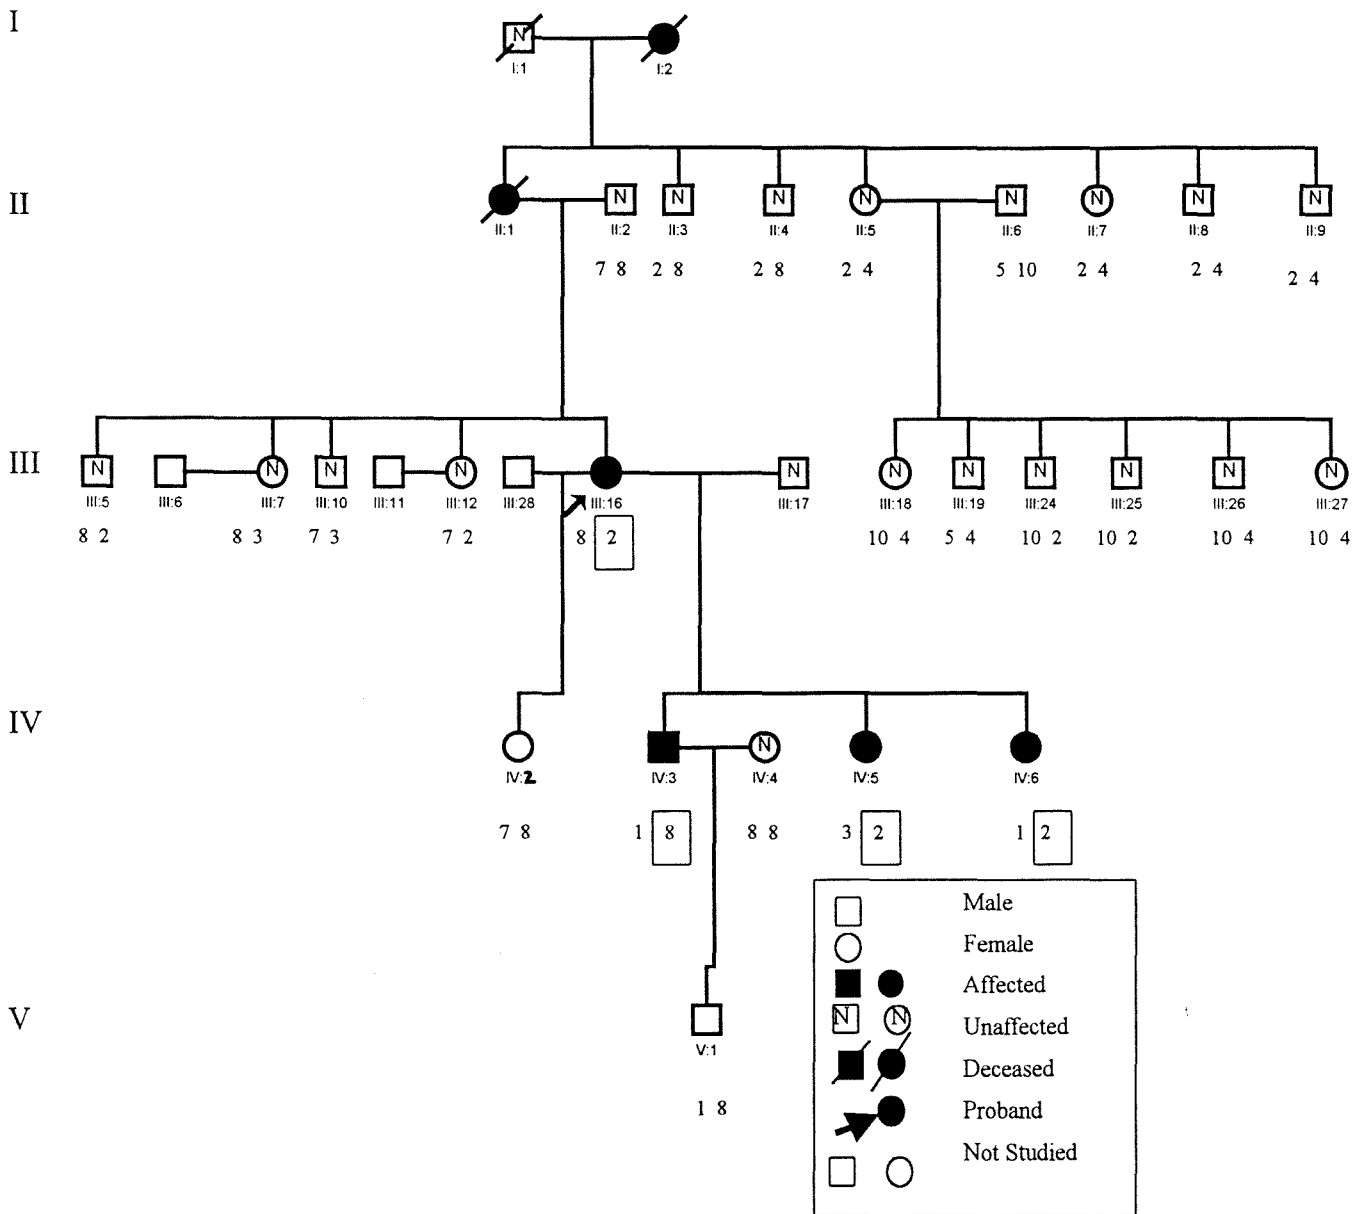 I
N
I:1 I:2
II
N N N N N N N N
II:1 II:2 II:3 II:4 II:5 II:6 II:7 II:8 II:9
7 8 2 8 2 8 2 4 5 10 2 4 2 4 2 4
III
N N N N N N N N N N N
III:5 III:6 III:7 III:10 III:11 III:12 III:28 III:16 III:17 III:18 III:19 III:24 III:25 III:26 III:27
8 2 8 3 7 3 7 2 8 2 10 4 5 4 10 2 10 2 10 4 10 4
IV
N
IV:2 IV:3 IV:4 IV:5 IV:6
7 8 1 8 8 8 3 2 1 2
Male
Female
Affected
N N Unaffected
Deceased
Proband
Not Studied
V
V:1
1 8